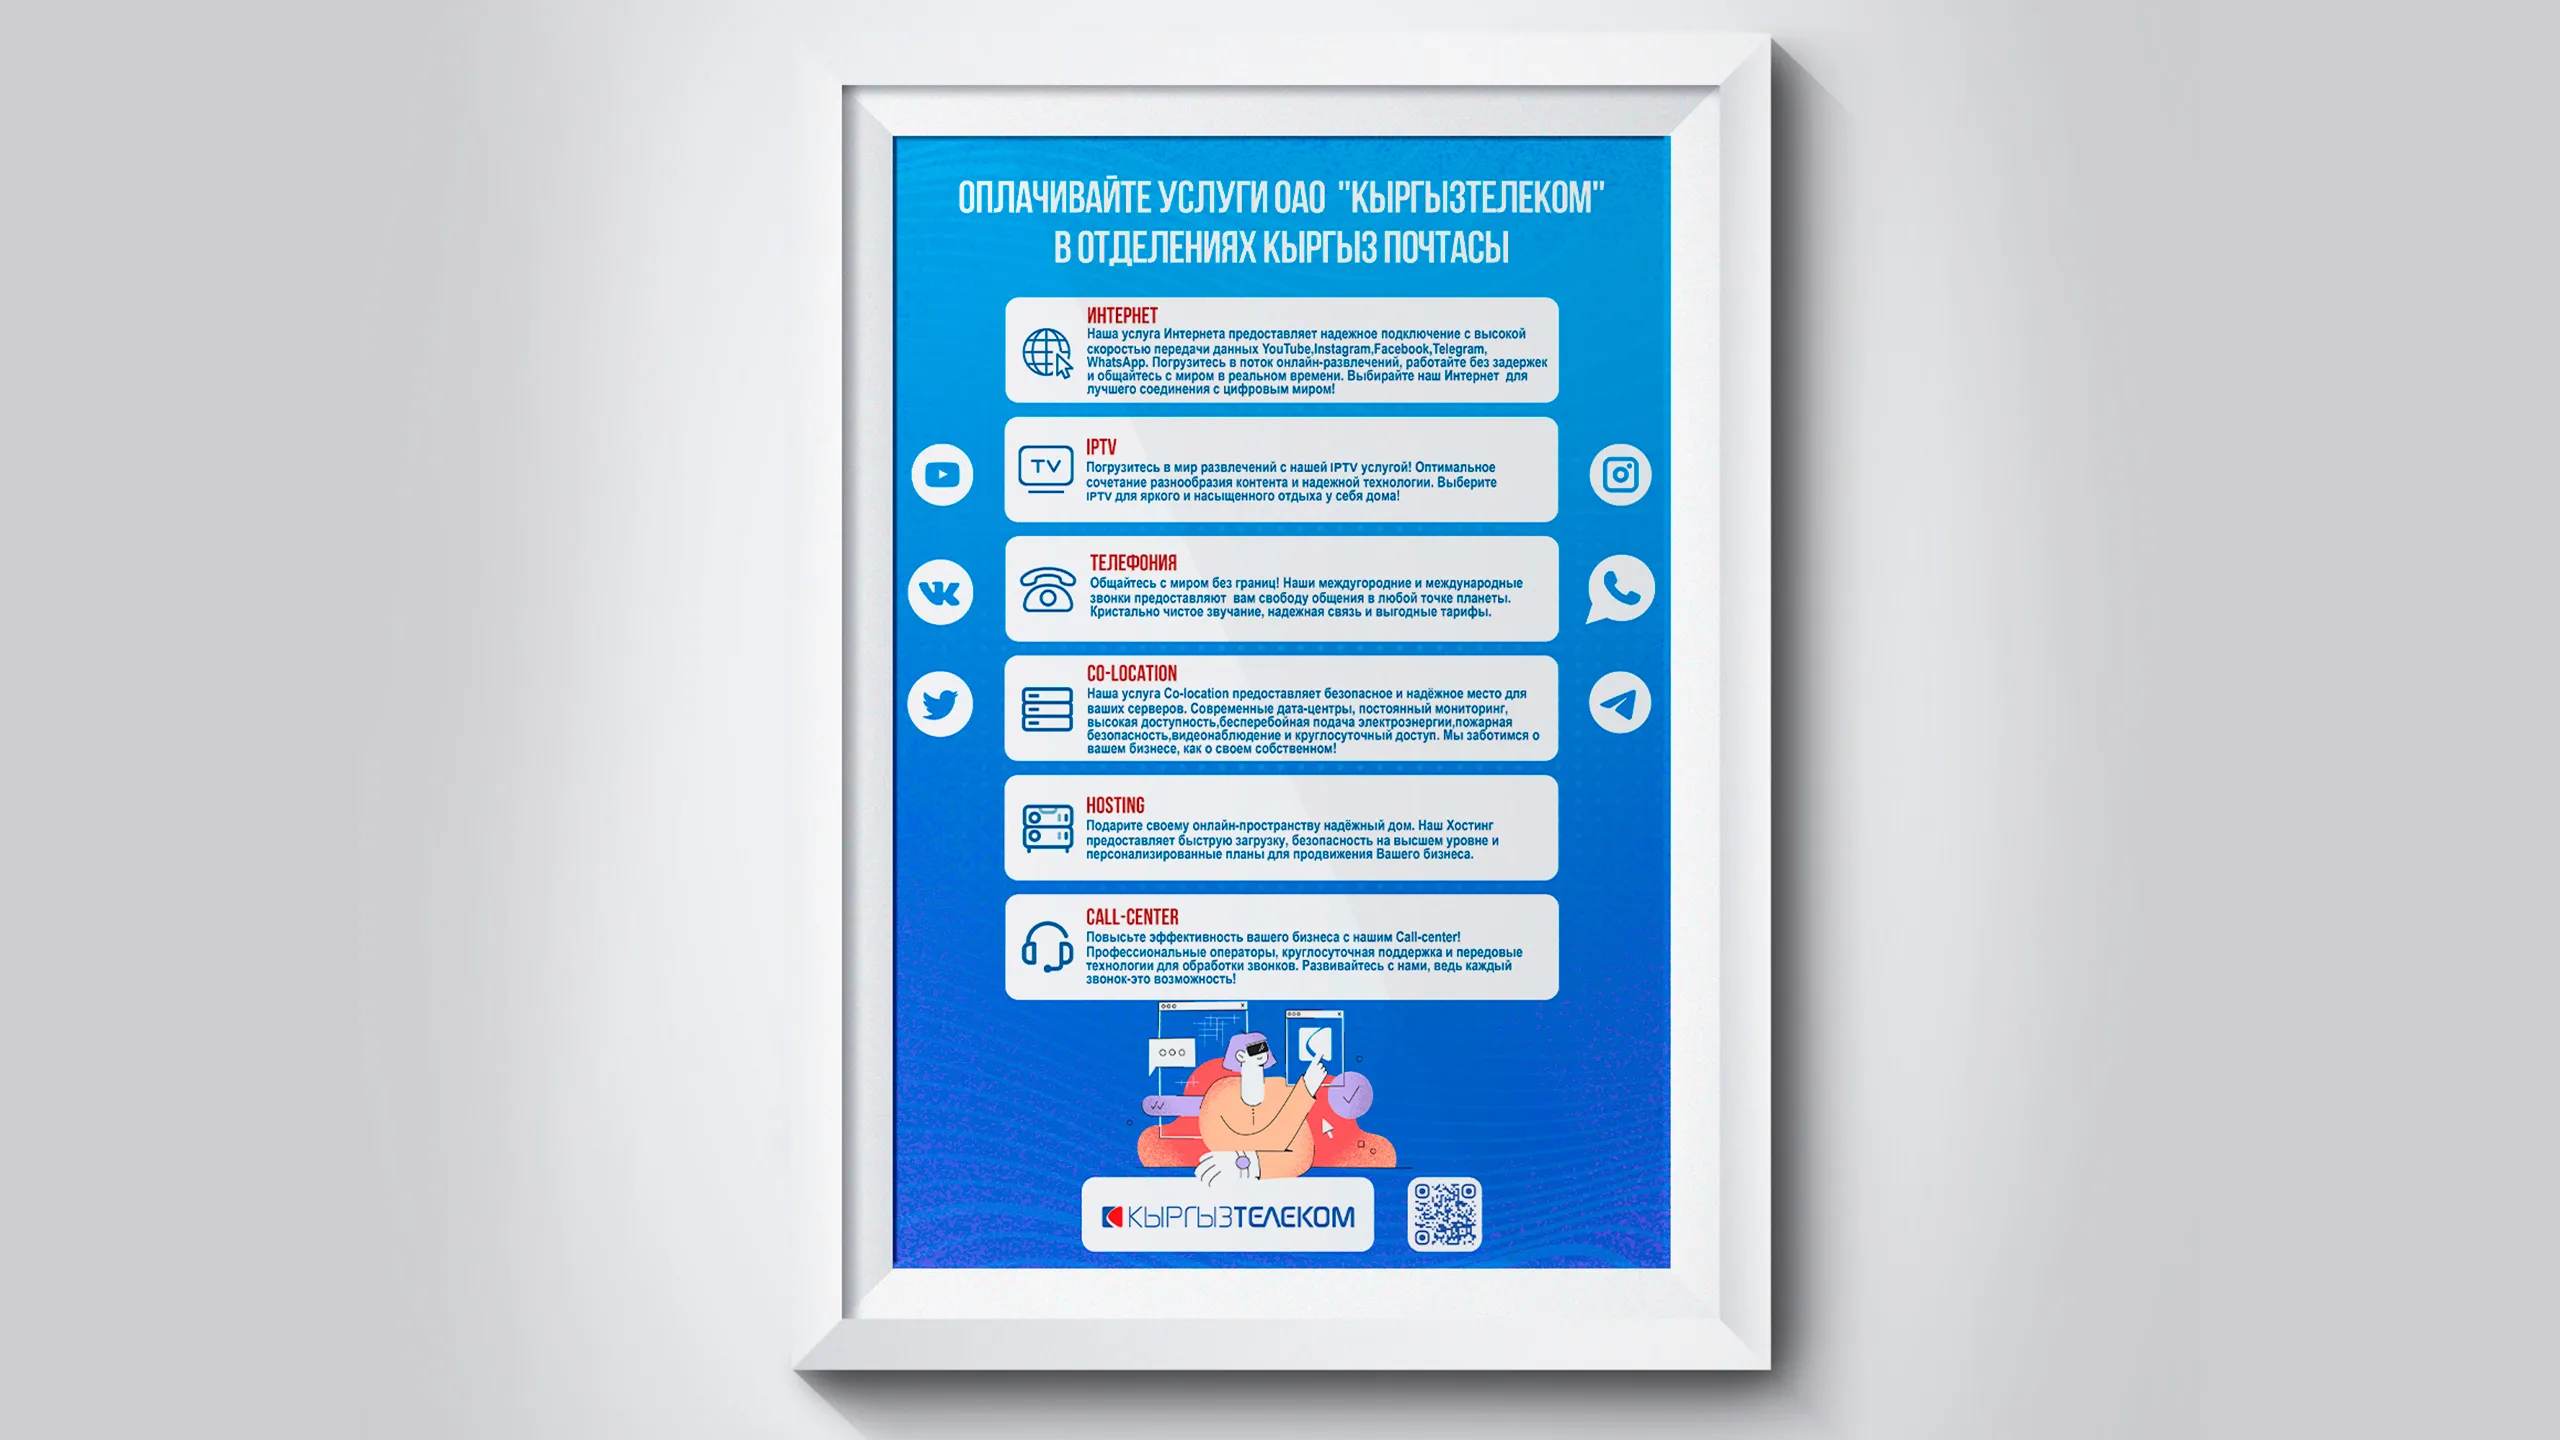 ОПЛАЧИВАЙТЕ УСЛУГИ ОАО "КЫРГЫЗТЕЛЕКОМ"
В ОТДЕЛЕНИЯХ КЫРГЫЗ ПОЧТАСЫ
ИНТЕРНЕТ
Наша услуга Интернета предоставляет надежное подключение с высокой
скоростью передачи данных YouTube,Instagram,Facebook,Telegram,
WhatsApp. Погрузитесь в поток онлайн-развлечений, работайте без задержек
и общайтесь с миром в реальном времени. Выбирайте наш Интернет для
лучшего соединения с цифровым миром!
IPTV
TV
Погрузитесь в мир развлечений с нашей IPTV услугой! Оптимальное
сочетание разнообразия контента и надежной технологии. Выберите
IPTV для яркого и насыщенного отдыха у себя дома!
ТЕЛЕФОНИЯ
Общайтесь с миром без границ! Наши междугородние и международные
звонки предоставляют вам свободу общения в любой точке планеты.
Кристально чистое звучание, надежная связь и выгодные тарифы.
CO-LOCATION
Наша услуга Co-location предоставляет безопасное и надёжное место для
ваших серверов. Современные дата-центры, постоянный мониторинг,
высокая доступность,бесперебойная подача электроэнергии,пожарная
безопасность,видеонаблюдение и круглосуточный доступ. Мы заботимся о
вашем бизнесе, как о своем собственном!
HOSTING
Подарите своему онлайн-пространству надёжный дом. Наш Хостинг
предоставляет быструю загрузку, безопасность на высшем уровне и
персонализированные планы для продвижения Вашего бизнеса.
CALL-CENTER
Повысьте эффективность вашего бизнеса с нашим Call-center!
Профессиональные операторы, круглосуточная поддержка и передовые
технологии для обработки звонков. Развивайтесь с нами, ведь каждый
звонок-это возможность!
КЫРГЫЗТЕЛЕКОМ